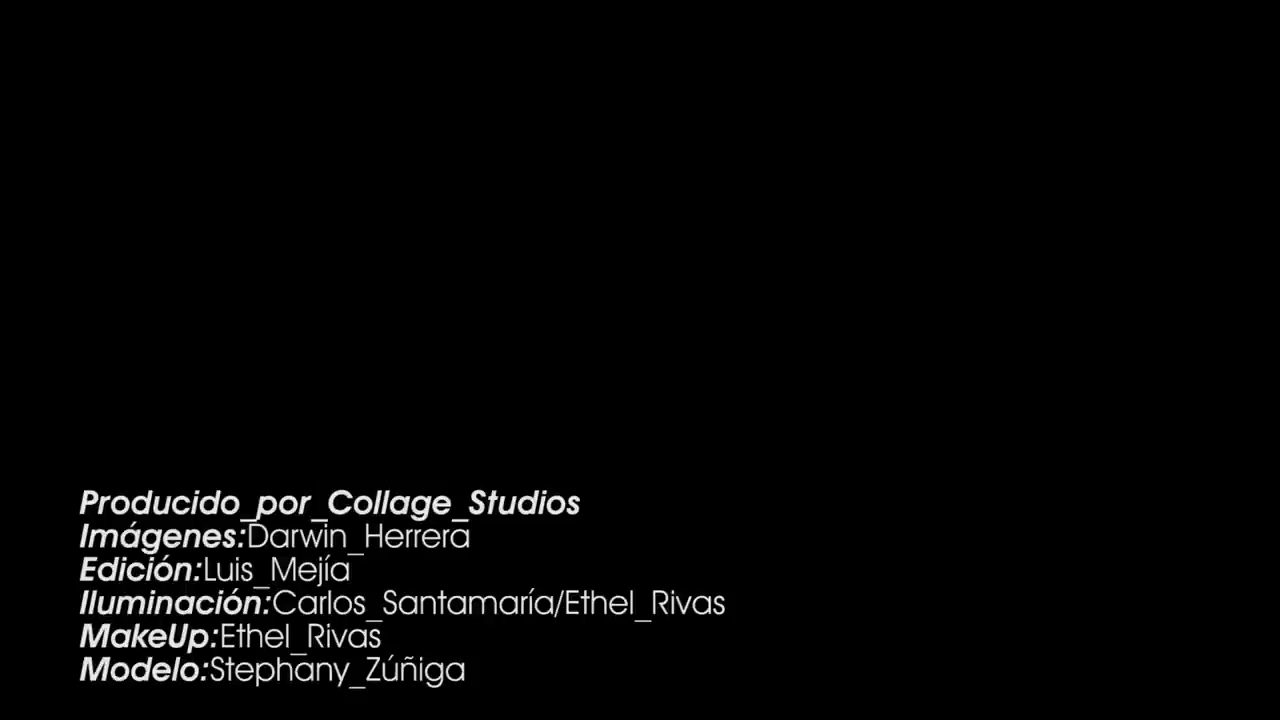 Producido_por_Collage_Studios
Imágenes:Darwin_Herrera
Edición:Luis_Mejía
Iluminación:Carlos_Santamaría/Ethel_Rivas
MakeUp:Ethel_Rivas
Modelo:Stephany_Zúñiga